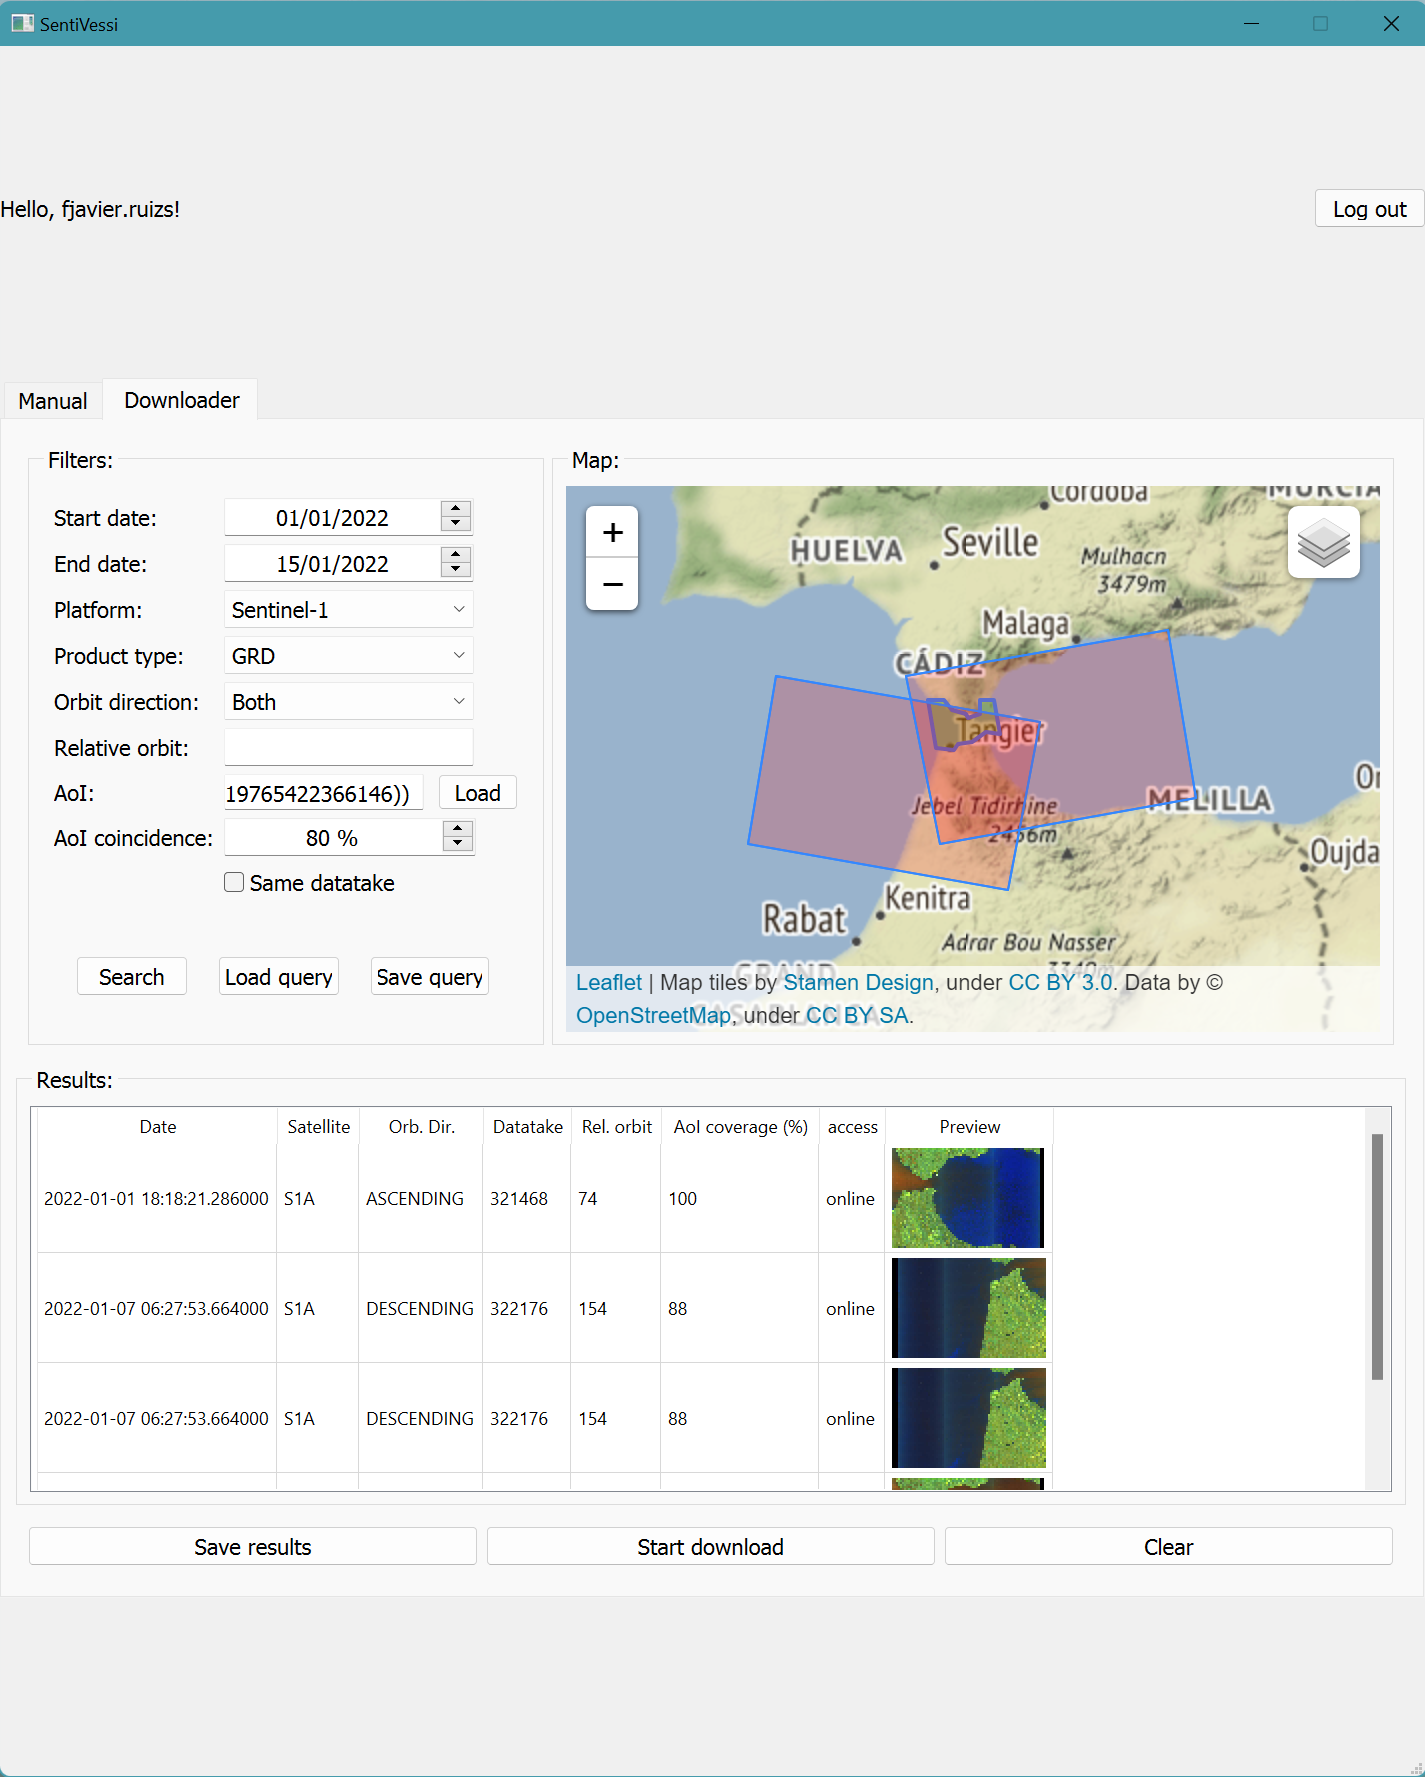 SentiVessi
Hello, fjavier.ruizs!
Log out
Manual
Downloader
Filters:
Start date:
01/01/2022
End date:
15/01/2022
Platform:
Sentinel-1
Product type:
GRD
Orbit direction:
Both
Relative orbit:
AoI:
19765422366146))
Load
AoI coincidence:
80 %
Same datatake
Search
Load query
Save query
Map:
+
−
Cordoba
MURCIA
HUELVA
Seville
Mulhacn
3479m
Malaga
CÁDIZ
Tangier
Jebel Tidirhine
2456m
MELILLA
Oujda
Kenitra
Rabat
Adrar Bou Nasser
3340m
GRAND
CASABLANCA
Leaflet | Map tiles by Stamen Design, under CC BY 3.0. Data by ©
OpenStreetMap, under CC BY SA.
Results:
Date Satellite Orb. Dir. Datatake Rel. orbit AoI coverage (%) access Preview
2022-01-01 18:18:21.286000 S1A ASCENDING 321468 74 100 online
2022-01-07 06:27:53.664000 S1A DESCENDING 322176 154 88 online
2022-01-07 06:27:53.664000 S1A DESCENDING 322176 154 88 online
Save results
Start download
Clear